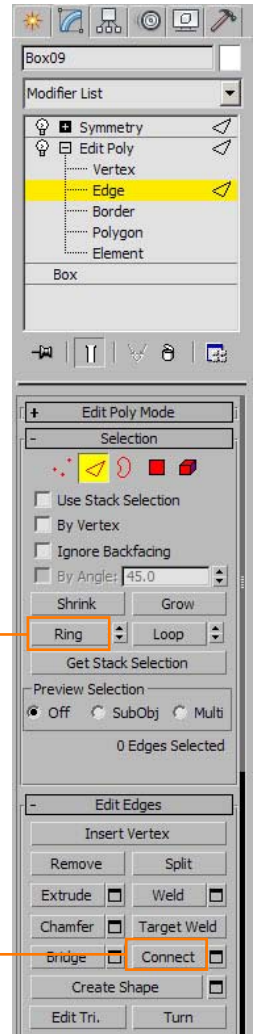 Box09
Modifier List
Symmetry
Edit Poly
Vertex
Edge
Border
Polygon
Element
Box
+ Edit Poly Mode
- Selection
Use Stack Selection
By Vertex
Ignore Backfacing
By Angle: 45.0
Shrink Grow
Ring Loop
Get Stack Selection
Preview Selection
Off SubObj Multi
0 Edges Selected
- Edit Edges
Insert Vertex
Remove Split
Extrude Weld
Chamfer Target Weld
Bridge Connect
Create Shape
Edit Tri. Turn